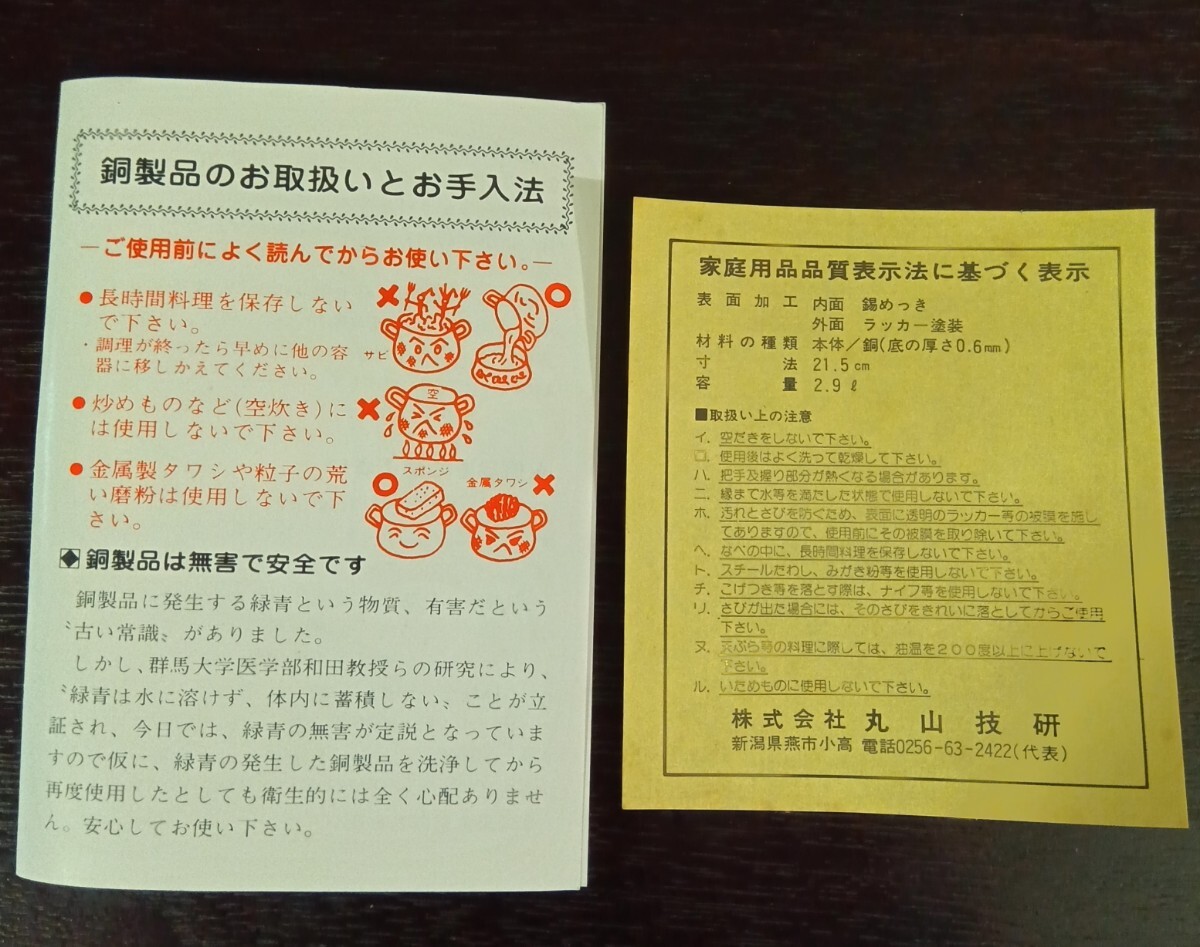 銅製品のお取扱いとお手入法
―ご使用前によく読んでからお使い下さい。―
●長時間料理を保存しない
で下さい。
・調理が終ったら早めに他の容
器に移しかえてください。
サビ
●炒めものなど(空炊き)に
は使用しないで下さい。
空
●金属製タワシや粒子の荒
い磨粉は使用しないで下
さい。
スポンジ
金属タワシ
◆銅製品は無害で安全です
銅製品に発生する緑青という物質、有害だという
〝古い常識〟がありました。
しかし、群馬大学医学部和田教授らの研究により、
〝緑青は水に溶けず、体内に蓄積しない〟ことが立
証され、今日では、緑青の無害が定説となっていま
すので仮に、緑青の発生した銅製品を洗浄してから
再度使用したとしても衛生的には全く心配ありませ
ん。安心してお使い下さい。
家庭用品品質表示法に基づく表示
表面加工 内面 錫めっき
外面 ラッカー塗装
材料の種類 本体/銅(底の厚さ0.6mm)
寸法 21.5cm
容量 2.9ℓ
■取扱い上の注意
イ. 空だきをしないで下さい。
ロ. 使用後はよく洗って乾燥して下さい。
ハ. 把手及握り部分が熱くなる場合があります。
ニ. 縁まで水等を満たした状態で使用しないで下さい。
ホ. 汚れとさびを防ぐため、表面に透明のラッカー等の被膜を施し
てありますので、使用前にその被膜を取り除いて下さい。
ヘ. なべの中に、長時間料理を保存しないで下さい。
ト. スチールたわし、みがき粉等を使用しないで下さい。
チ. こげつき等を落とす際は、ナイフ等を使用しないで下さい。
リ. さびが出た場合には、そのさびをきれいに落としてからご使用
下さい。
ヌ. 天ぷら等の料理に際しては、油温を200度以上に上げないで
下さい。
ル. いためものに使用しないで下さい。
株式会社 丸山技研
新潟県燕市小高 電話0256-63-2422(代表)